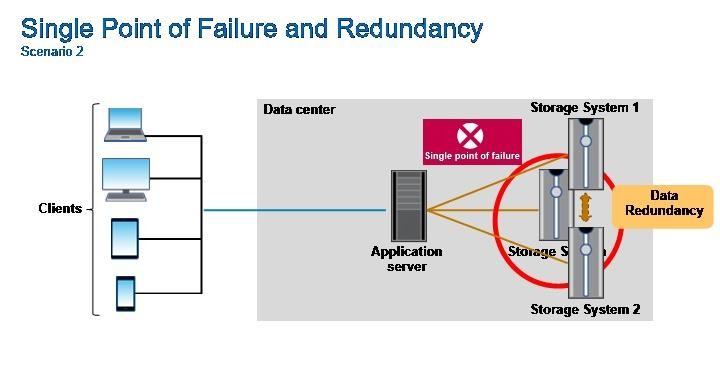 Single Point of Failure and Redundancy
Scenario 2
Data center
Storage System 1
Single point of failure
Clients
Data
Redundancy
Application
server
Storage S
Storage System 2